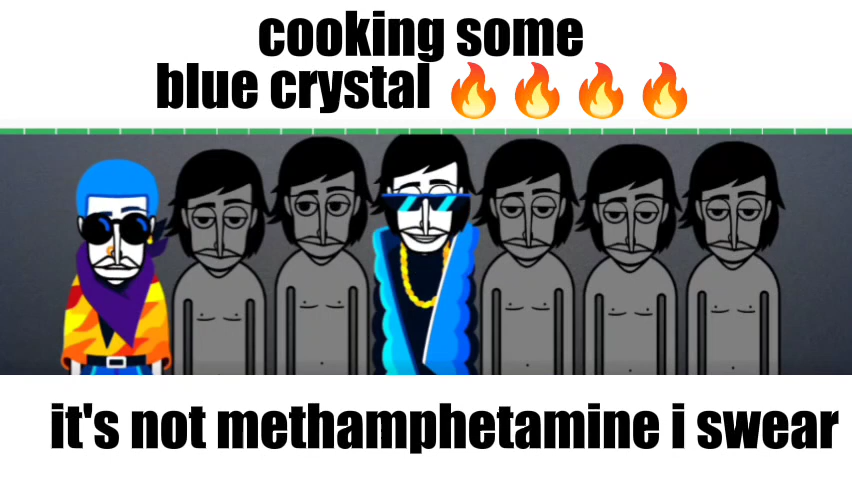 cooking some
blue crystal 🔥🔥🔥🔥
it's not methamphetamine i swear